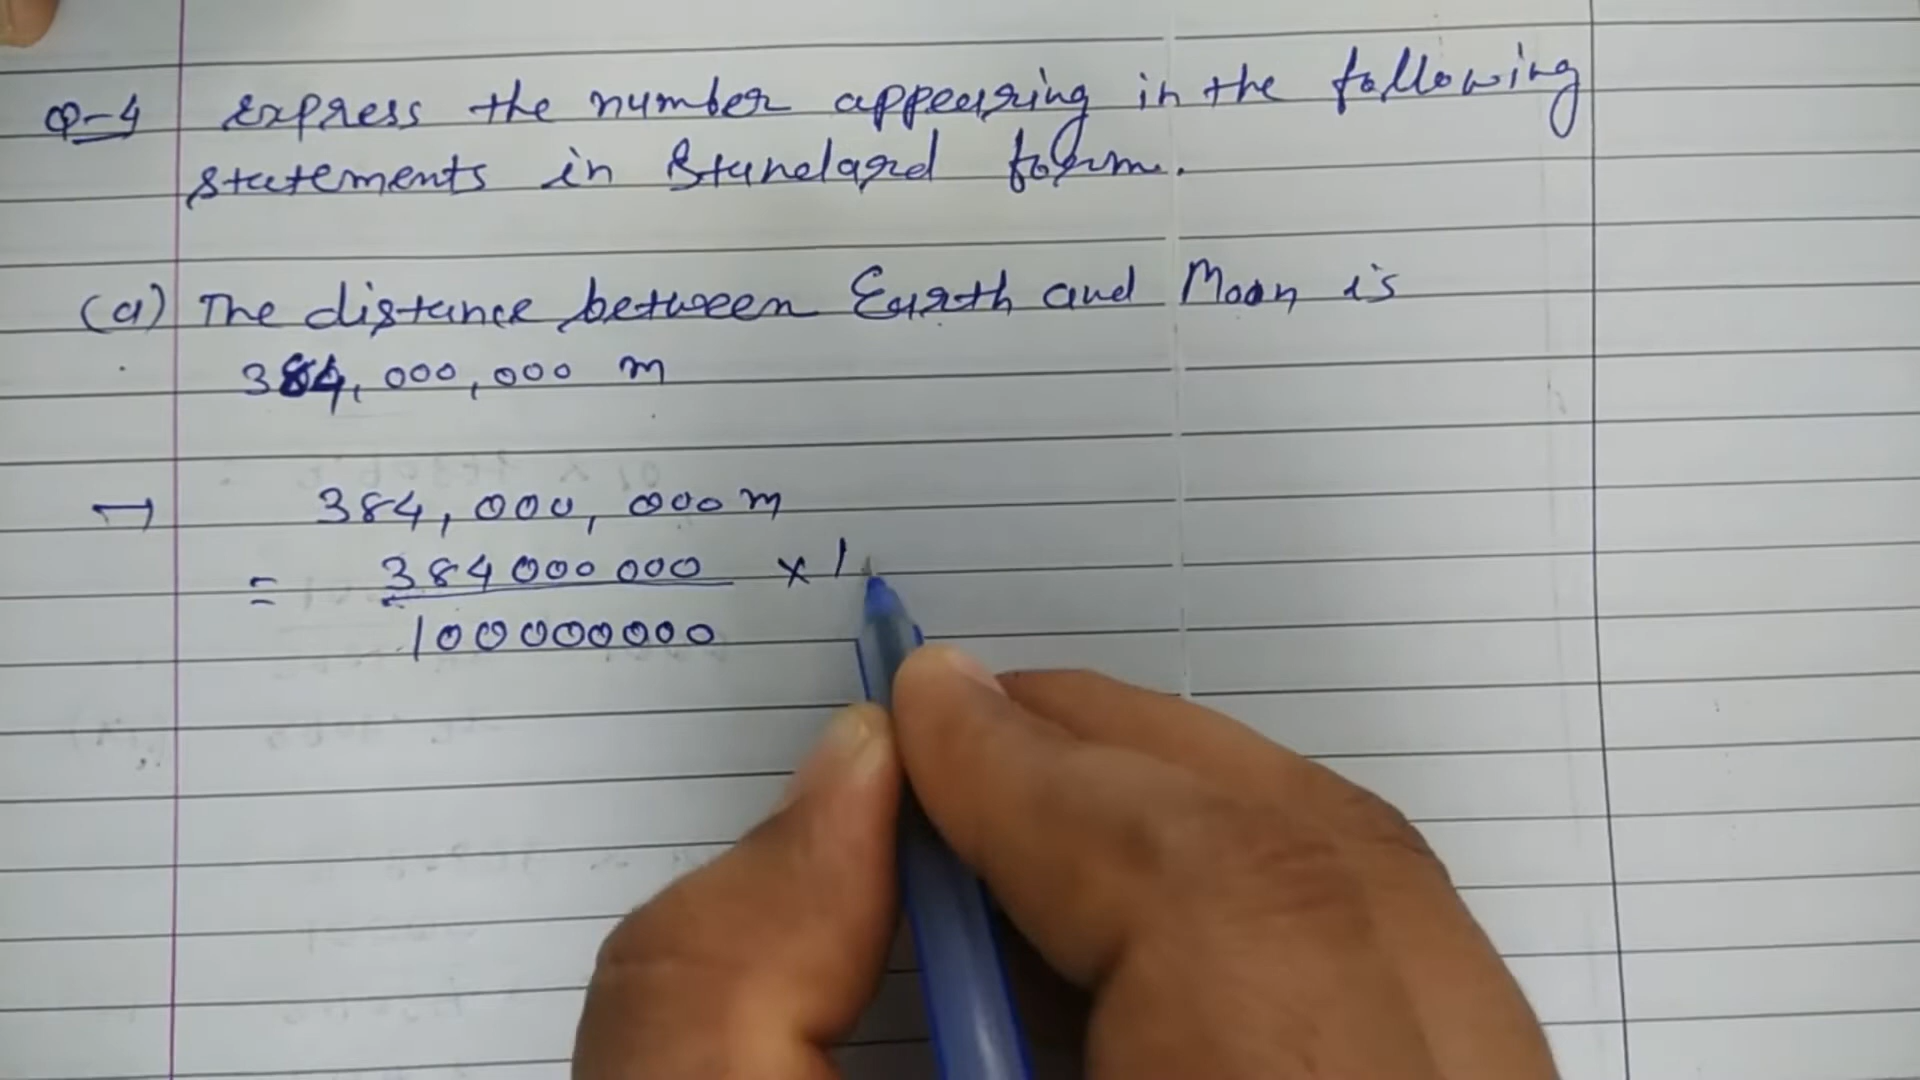 Q-4 express the number appearing in the following
statements in Standard form.
(a) The distance between Earth and Moon is
384,000,000 m
→ 384,000,000 m
= 384000000 × 1
100000000